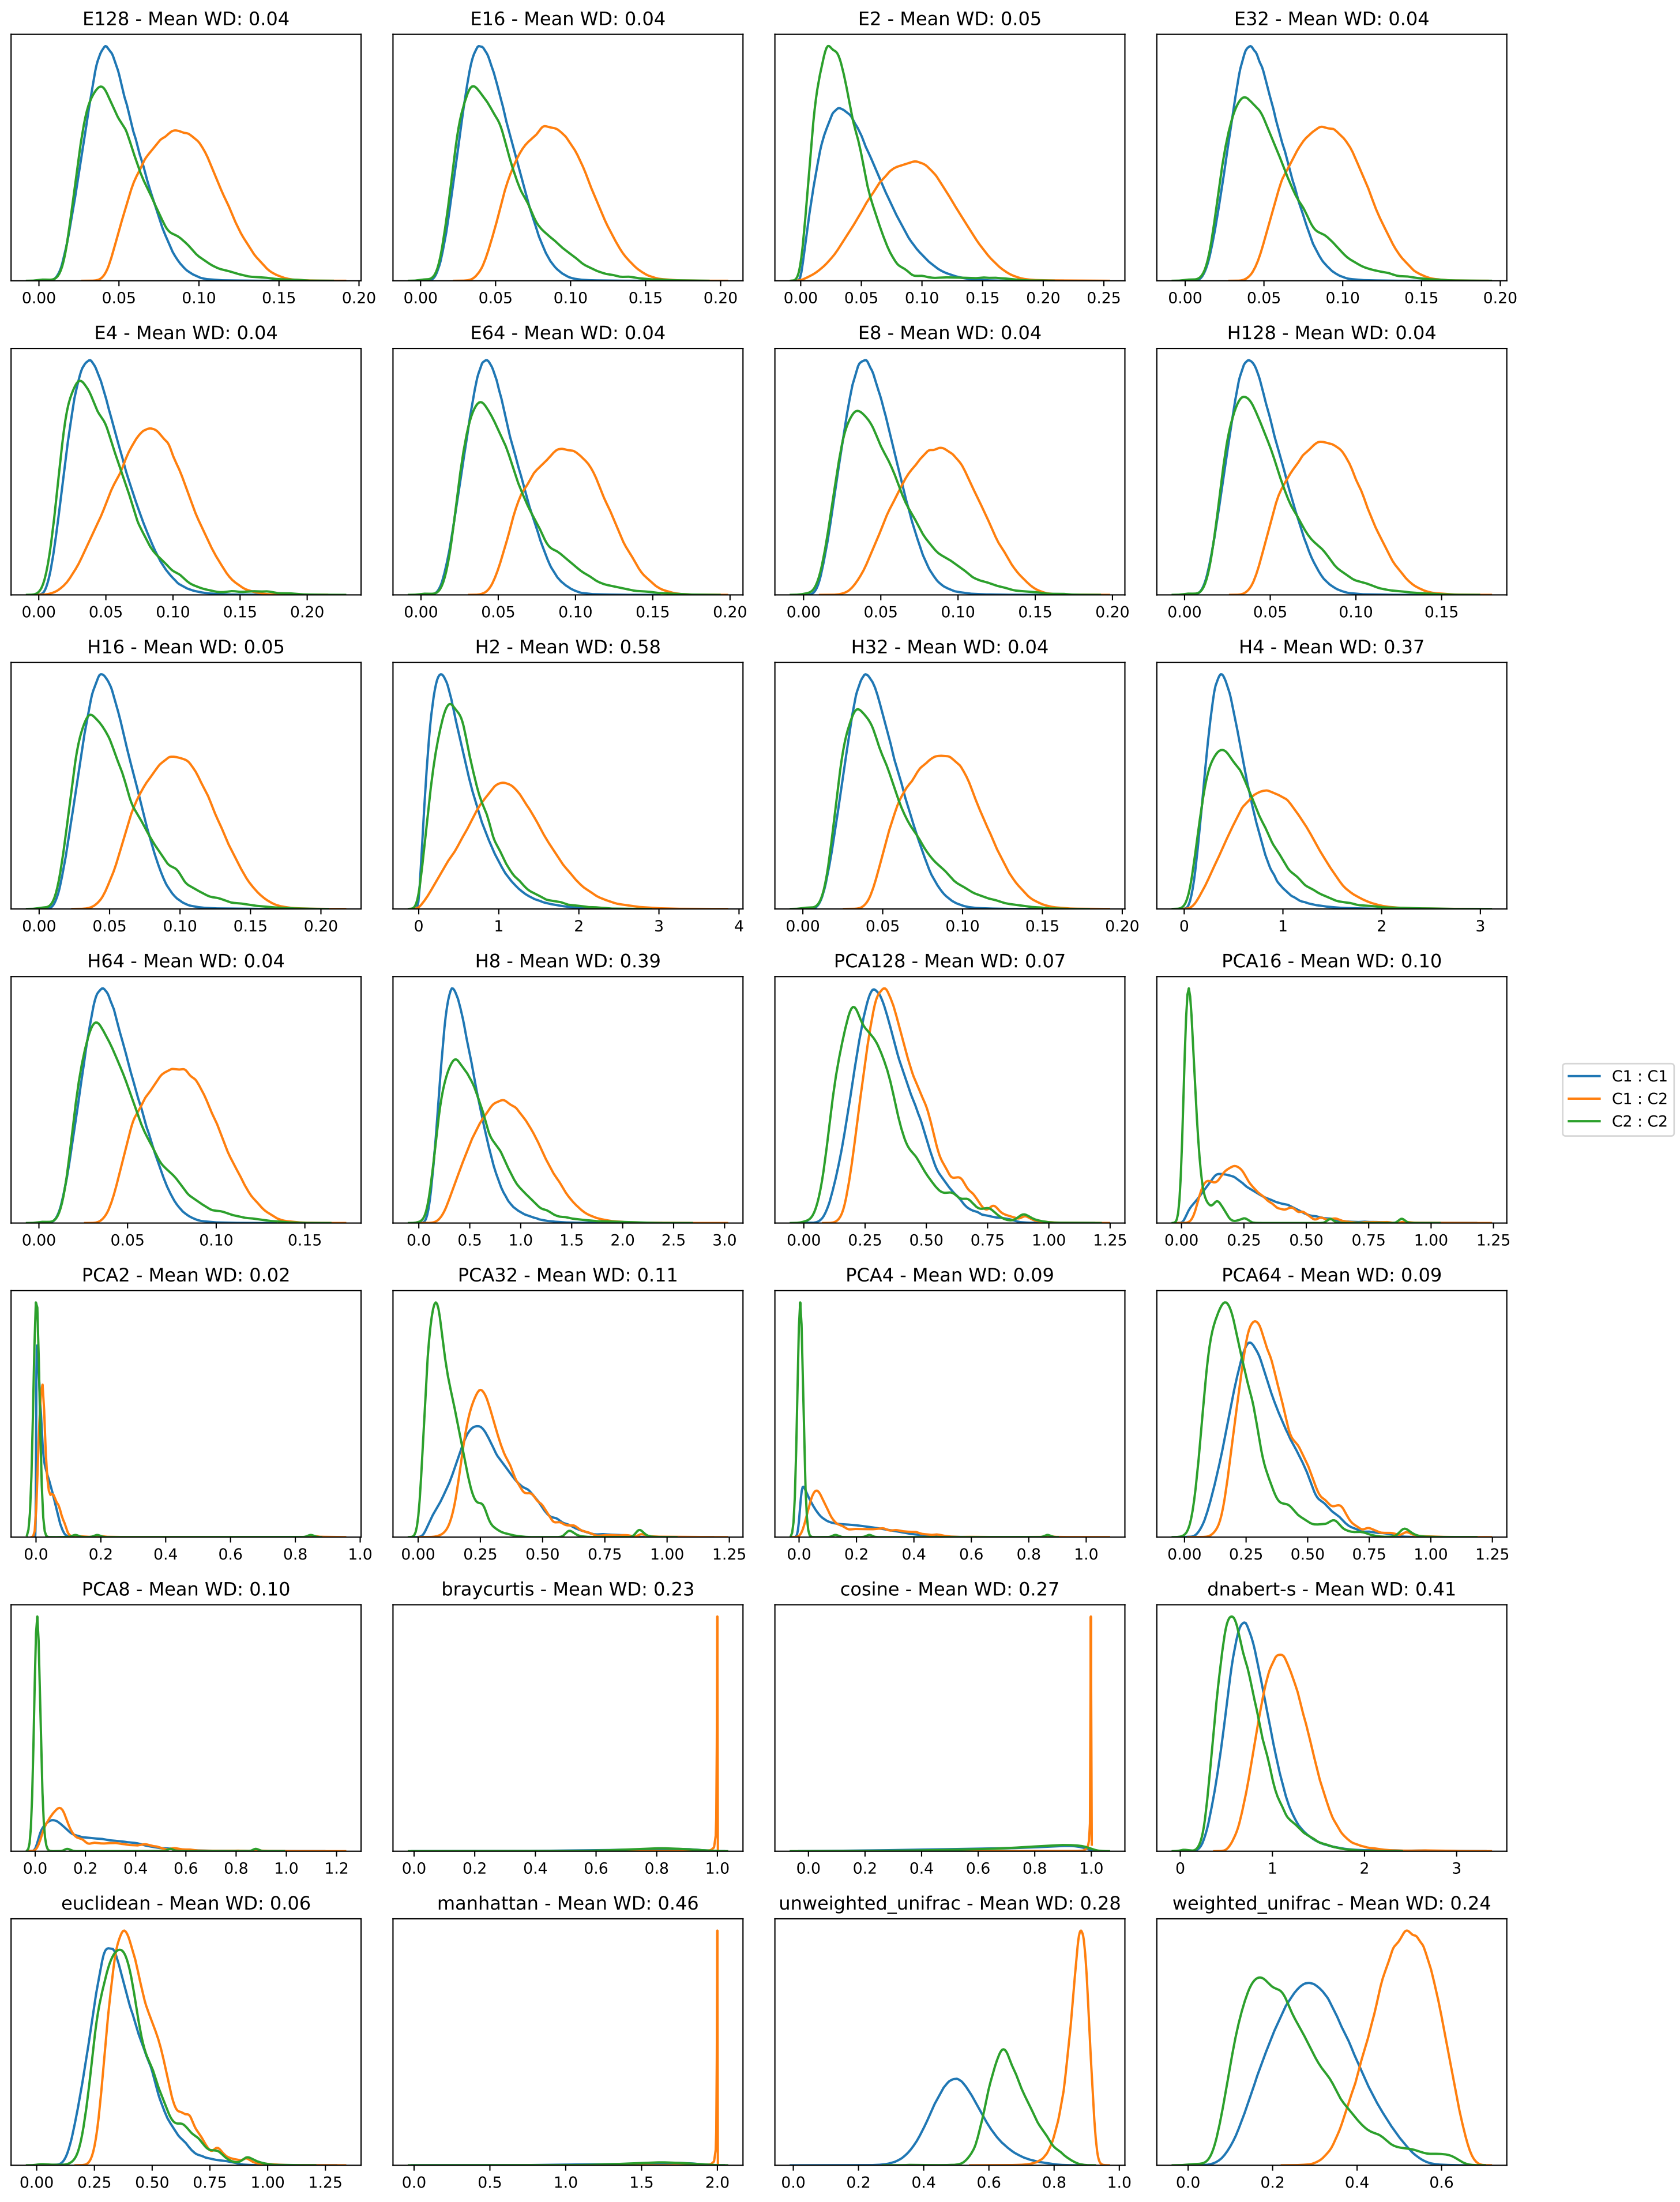 E128 - Mean WD: 0.04
E16 - Mean WD: 0.04
E2 - Mean WD: 0.05
E32 - Mean WD: 0.04
0.00 0.05 0.10 0.15 0.20
0.00 0.05 0.10 0.15 0.20
0.00 0.05 0.10 0.15 0.20 0.25
0.00 0.05 0.10 0.15 0.20
E4 - Mean WD: 0.04
E64 - Mean WD: 0.04
E8 - Mean WD: 0.04
H128 - Mean WD: 0.04
0.00 0.05 0.10 0.15 0.20
0.00 0.05 0.10 0.15 0.20
0.00 0.05 0.10 0.15 0.20
0.00 0.05 0.10 0.15
H16 - Mean WD: 0.05
H2 - Mean WD: 0.58
H32 - Mean WD: 0.04
H4 - Mean WD: 0.37
0.00 0.05 0.10 0.15 0.20
0 1 2 3 4
0.00 0.05 0.10 0.15 0.20
0 1 2 3
H64 - Mean WD: 0.04
H8 - Mean WD: 0.39
PCA128 - Mean WD: 0.07
PCA16 - Mean WD: 0.10
0.00 0.05 0.10 0.15
0.0 0.5 1.0 1.5 2.0 2.5 3.0
0.00 0.25 0.50 0.75 1.00 1.25
0.00 0.25 0.50 0.75 1.00 1.25
C1 : C1
C1 : C2
C2 : C2
PCA2 - Mean WD: 0.02
PCA32 - Mean WD: 0.11
PCA4 - Mean WD: 0.09
PCA64 - Mean WD: 0.09
0.0 0.2 0.4 0.6 0.8 1.0
0.00 0.25 0.50 0.75 1.00 1.25
0.0 0.2 0.4 0.6 0.8 1.0
0.00 0.25 0.50 0.75 1.00 1.25
PCA8 - Mean WD: 0.10
braycurtis - Mean WD: 0.23
cosine - Mean WD: 0.27
dnabert-s - Mean WD: 0.41
0.0 0.2 0.4 0.6 0.8 1.0 1.2
0.0 0.2 0.4 0.6 0.8 1.0
0.0 0.2 0.4 0.6 0.8 1.0
0 1 2 3
euclidean - Mean WD: 0.06
manhattan - Mean WD: 0.46
unweighted_unifrac - Mean WD: 0.28
weighted_unifrac - Mean WD: 0.24
0.00 0.25 0.50 0.75 1.00 1.25
0.0 0.5 1.0 1.5 2.0
0.0 0.2 0.4 0.6 0.8 1.0
0.0 0.2 0.4 0.6